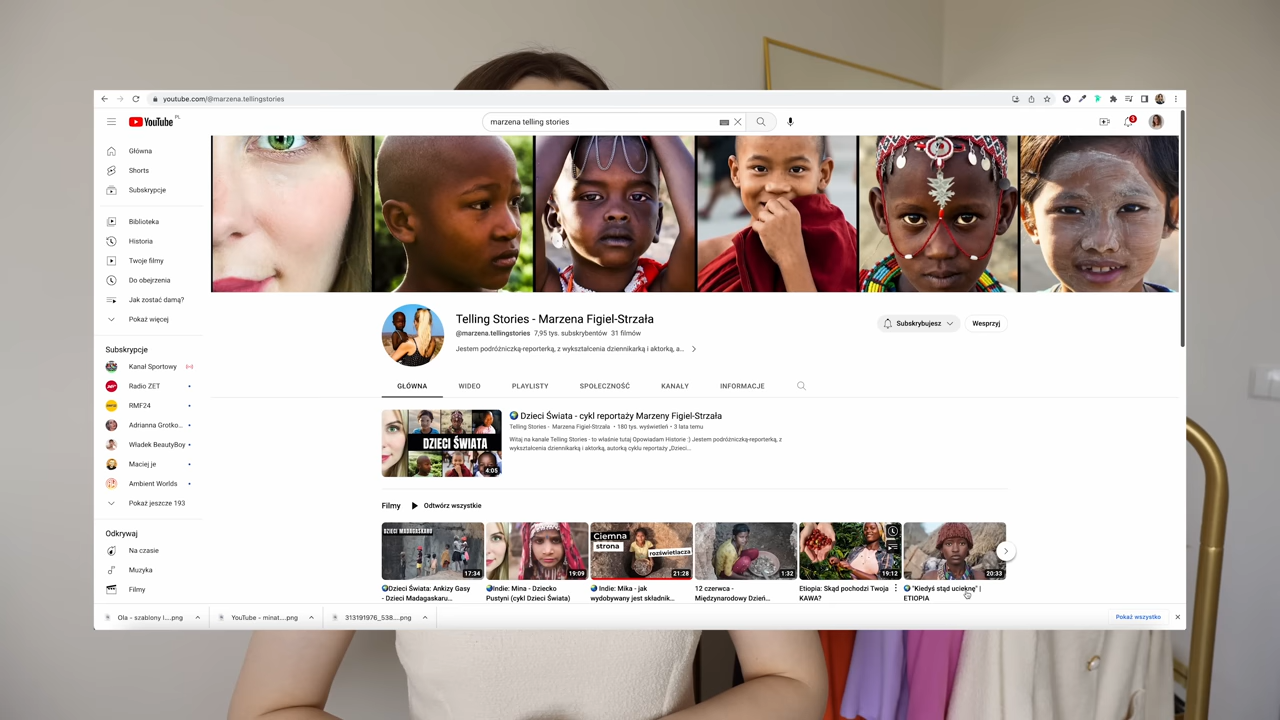 youtube.com/@marzena.tellingstories
YouTube PL
marzena telling stories
3
Główna
Shorts
Subskrypcje
Biblioteka
Historia
Twoje filmy
Do obejrzenia
Jak zostać damą?
Pokaż więcej
Subskrypcje
Kanał Sportowy
Radio ZET
RMF24
Adrianna Grotko...
Władek BeautyBoy
Maciej je
Ambient Worlds
Pokaż jeszcze 193
Odkrywaj
Na czasie
Muzyka
Filmy
Telling Stories - Marzena Figiel-Strzała
@marzena.tellingstories 7,95 tys. subskrybentów 31 filmów
Jestem podróżniczką-reporterką, z wykształcenia dziennikarką i aktorką, a...
Subskrybujesz
Wesprzyj
GŁÓWNA WIDEO PLAYLISTY SPOŁECZNOŚĆ KANAŁY INFORMACJE
DZIECI ŚWIATA
4:05
Dzieci Świata - cykl reportaży Marzeny Figiel-Strzała
Telling Stories - Marzena Figiel-Strzała • 180 tys. wyświetleń • 3 lata temu
Witaj na kanale Telling Stories - to właśnie tutaj Opowiadam Historie :) Jestem podróżniczką-reporterką, z
wykształcenia dziennikarką i aktorką, autorką cyklu reportaży „Dzieci...
Filmy Odtwórz wszystkie
DZIECI MADAGASKARU
17:34
19:09
Ciemna
strona
rozświetlacza
21:28
1:32
19:12
20:33
Dzieci Świata: Ankizy Gasy
- Dzieci Madagaskaru...
Indie: Mina - Dziecko
Pustyni (cykl Dzieci Świata)
Indie: Mika - jak
wydobywany jest składnik...
12 czerwca -
Międzynarodowy Dzień...
Etiopia: Skąd pochodzi Twoja
KAWA?
"Kiedyś stąd ucieknę" |
ETIOPIA
Ola - szablony i....png
YouTube - minat....png
313191976_538....png
Pokaż wszystko